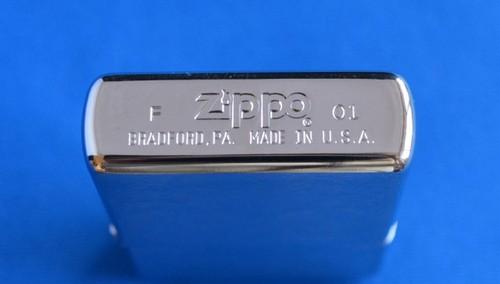 E Zippo® 01
BRADFORD, PA. MADE IN U.S.A.